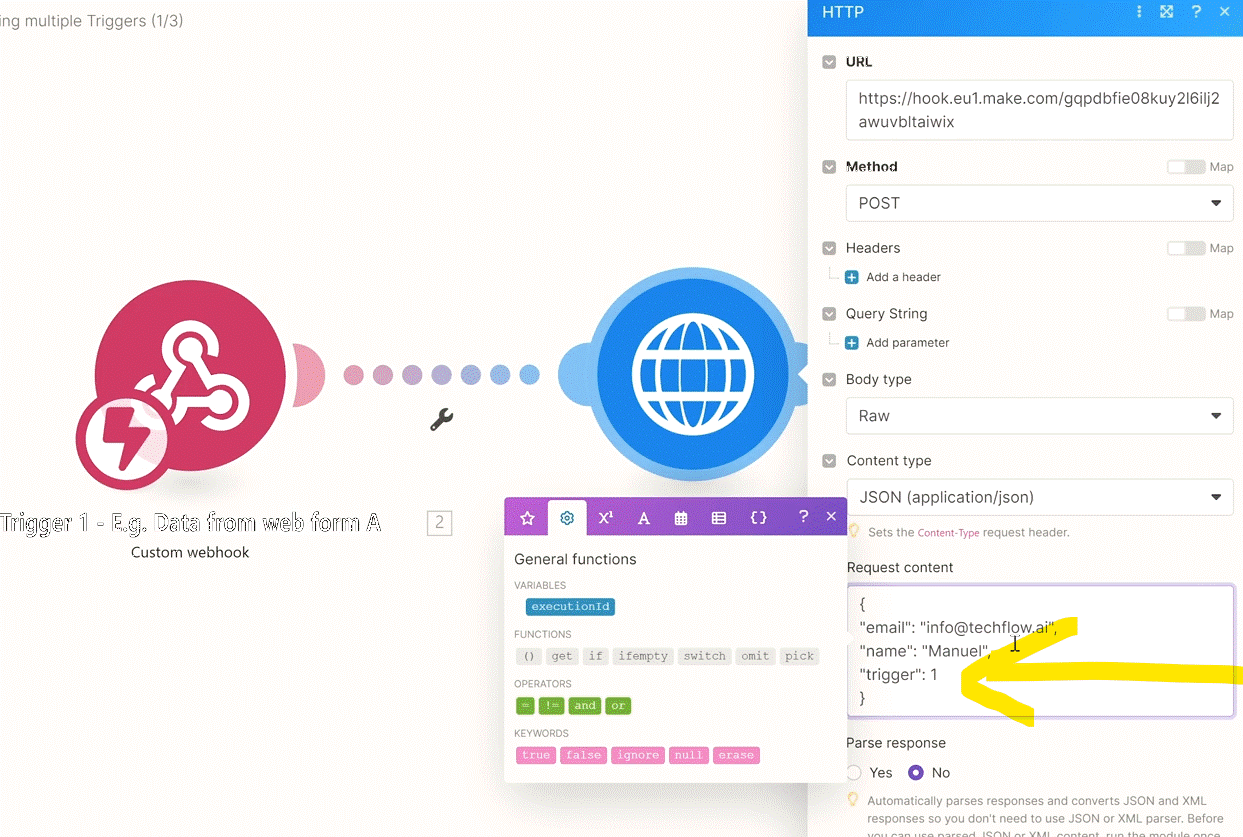 ing multiple Triggers (1/3)
HTTP
?
URL
https://hook.eu1.make.com/gqpdbfie08kuy2l6ilj2
awuvbltaiwix
Method
Map
POST
Headers
Map
Add a header
Query String
Map
Add parameter
Body type
Raw
Content type
JSON (application/json)
Sets the Content-Type request header.
Request content
{
"email": "info@techflow.ai",
"name": "Manuel",
"trigger": 1
}
Parse response
Yes No
Automatically parses responses and converts JSON and XML
responses so you don't need to use JSON or XML parser. Before
you can use parsed JSON or XML content, run the module once
Trigger 1 - E.g. Data from web form A
2
Custom webhook
X¹ A {} ?
General functions
VARIABLES
executionId
FUNCTIONS
() get if ifempty switch omit pick
OPERATORS
= != and or
KEYWORDS
true false ignore null erase